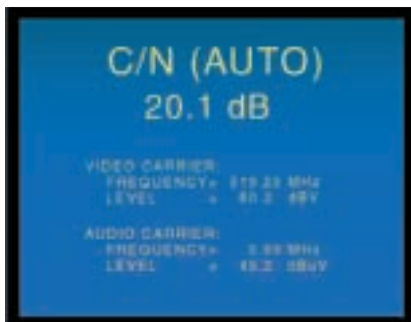 C/N (AUTO)
20.1 dB
VIDEO CARRIER:
FREQUENCY= MHz
LEVEL =
AUDIO CARRIER:
FREQUENCY= MHz
LEVEL =